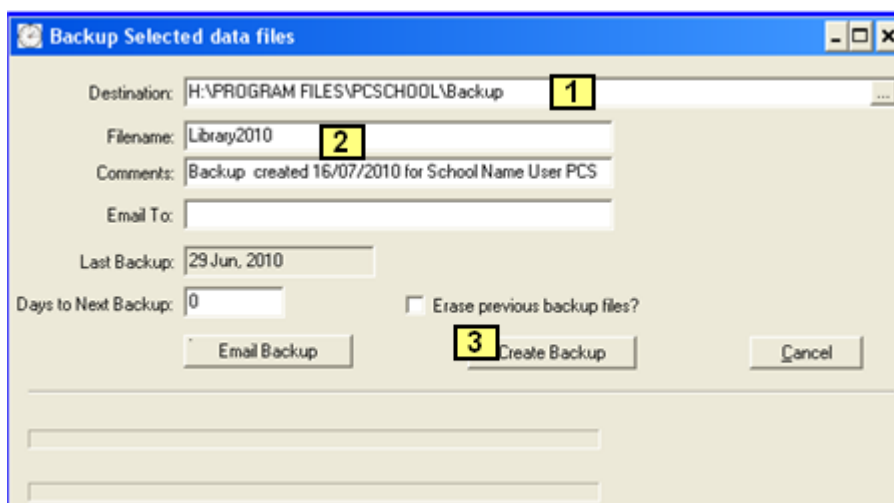 Backup Selected data files
Destination: H:\PROGRAM FILES\PCSCHOOL\Backup 1 ...
Filename: Library2010 2
Comments: Backup created 16/07/2010 for School Name User PCS
Email To:
Last Backup: 29 Jun, 2010
Days to Next Backup: 0 Erase previous backup files?
Email Backup 3 Create Backup Cancel